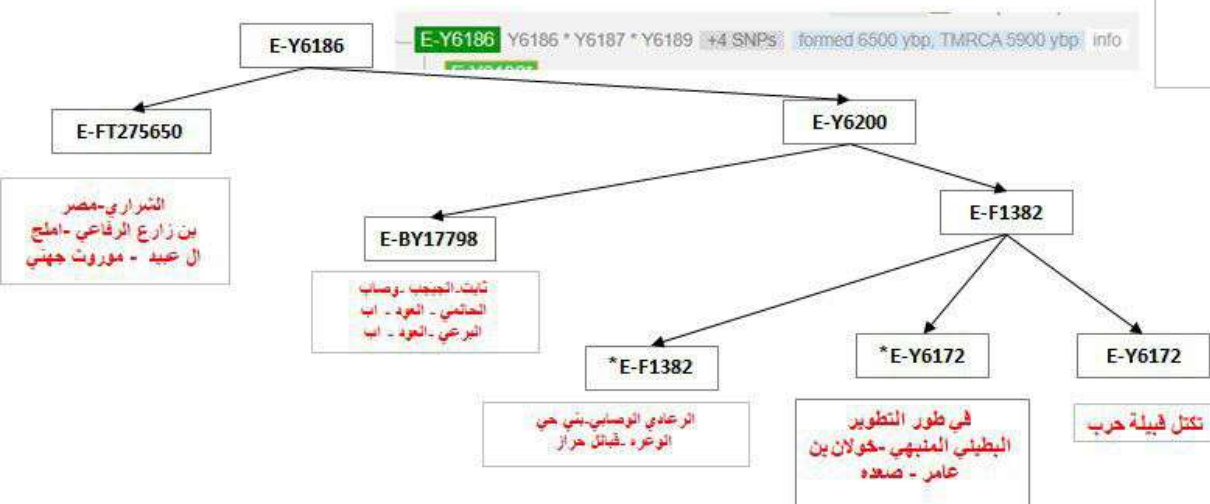 E-Y6186
E-Y6186 Y6186 * Y6187 * Y6189 +4 SNPs formed 6500 ybp, TMRCA 5900 ybp info
E-FT275650
E-Y6200
الشراري-مصر
بن زارع الرفاعي -املج
ال عبيد - موروث جهني
E-BY17798
E-F1382
ثابت-الجبجب -وصاب
الحالمي - العود - اب
البرعي -العود - اب
*E-F1382
*E-Y6172
E-Y6172
الرعادي الوصابي-بني حي
الوعره -قبائل حراز
في طور التطوير
البطيني المنبهي -خولان بن
عامر - صعده
تكتل قبيلة حرب